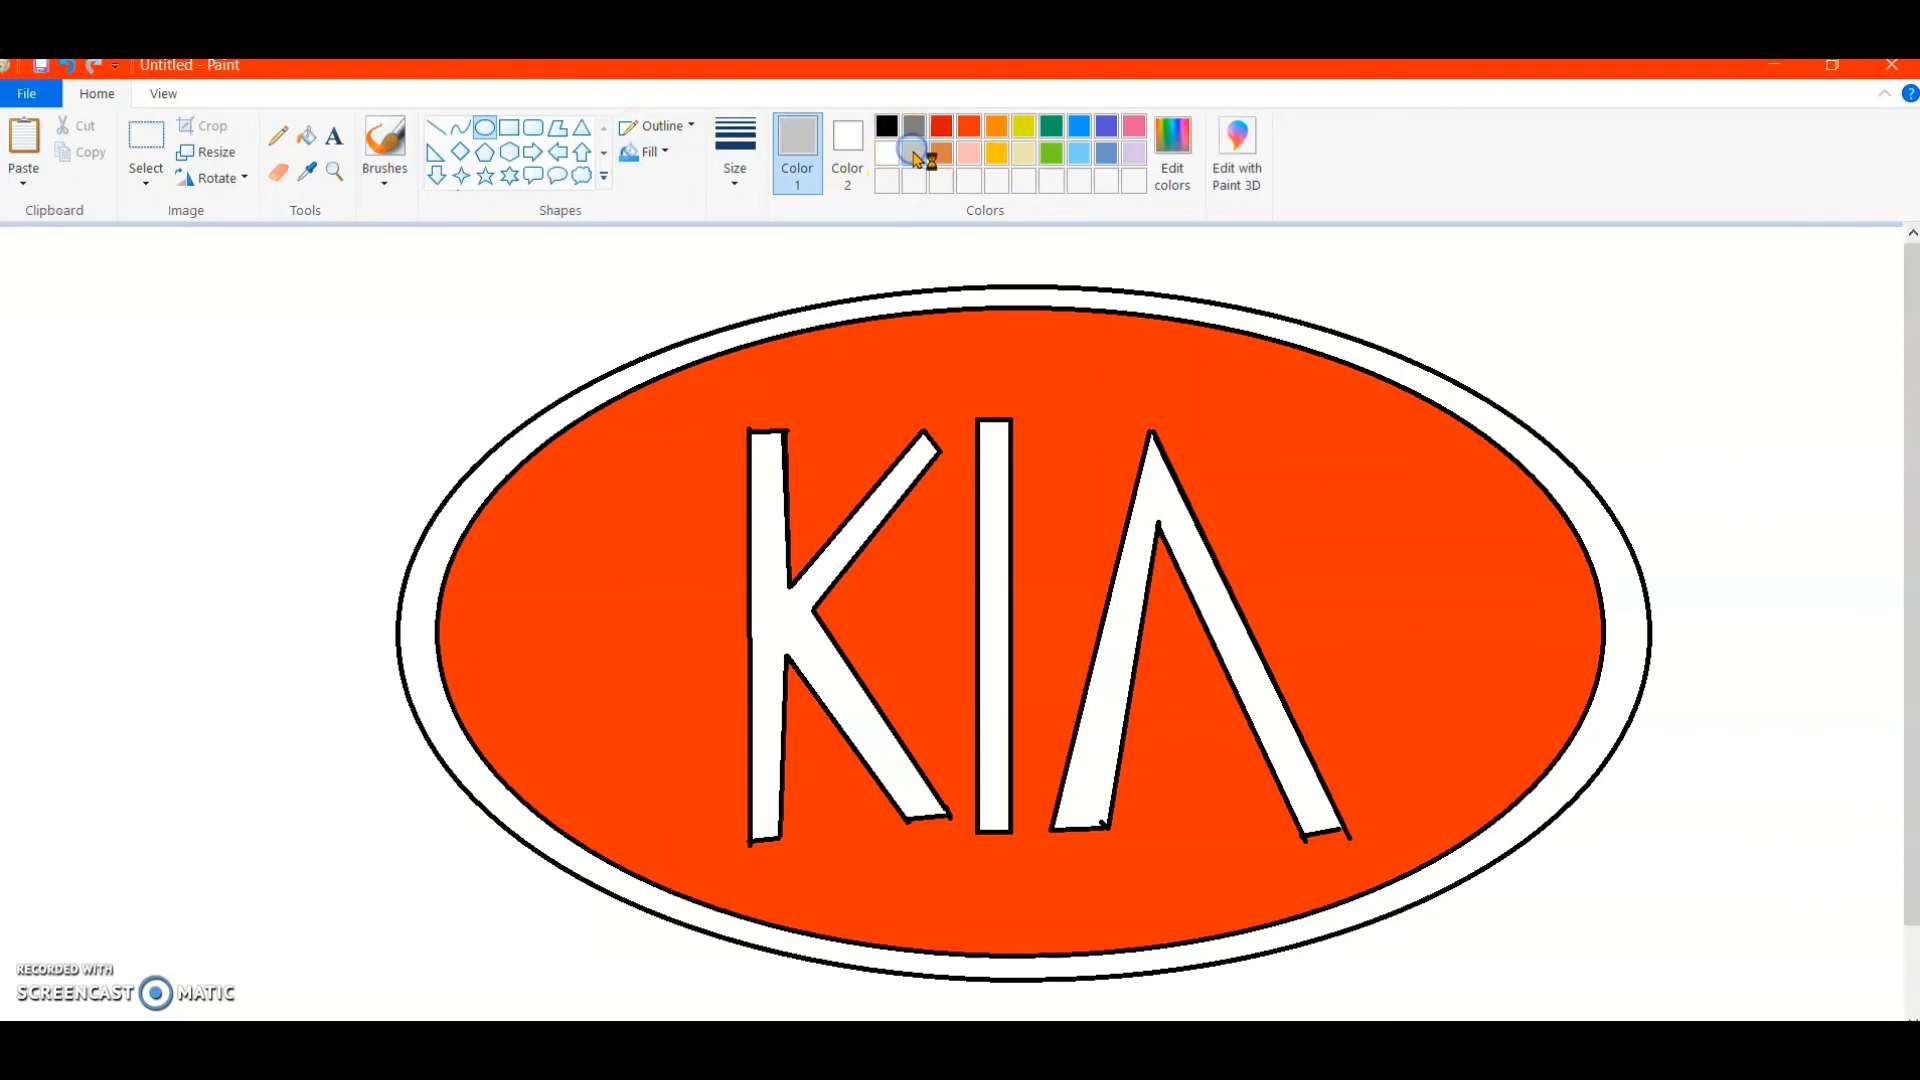 Untitled - Paint
File Home View
Paste
Cut
Copy
Clipboard
Select
Crop
Resize
Rotate
Image
Tools
Brushes
Shapes
Outline
Fill
Size
Color 1
Color 2
Colors
Edit colors
Edit with Paint 3D
KIΛ
RECORDED WITH
SCREENCAST MATIC